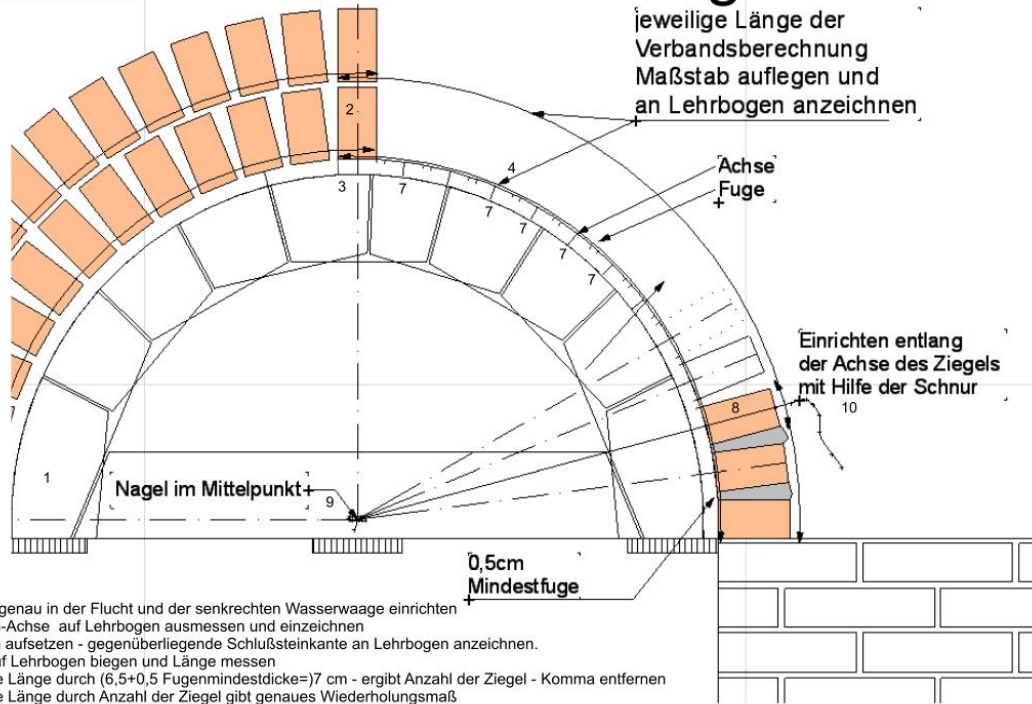 jeweilige Länge der
Verbandsberechnung
Maßstab auflegen und
an Lehrbogen anzeichnen
2
4
Achse
Fuge
3
7
7
7
7
7
Einrichten entlang
der Achse des Ziegels
mit Hilfe der Schnur
8
10
7
1
Nagel im Mittelpunkt
9
0,5cm
Mindestfuge
genau in der Flucht und der senkrechten Wasserwaage einrichten
-Achse auf Lehrbogen ausmessen und einzeichnen
aufsetzen - gegenüberliegende Schlußsteinkante an Lehrbogen anzeichnen.
f Lehrbogen biegen und Länge messen
e Länge durch (6,5+0,5 Fugenmindestdicke=)7 cm - ergibt Anzahl der Ziegel - Komma entfernen
e Länge durch Anzahl der Ziegel gibt genaues Wiederholungsmaß